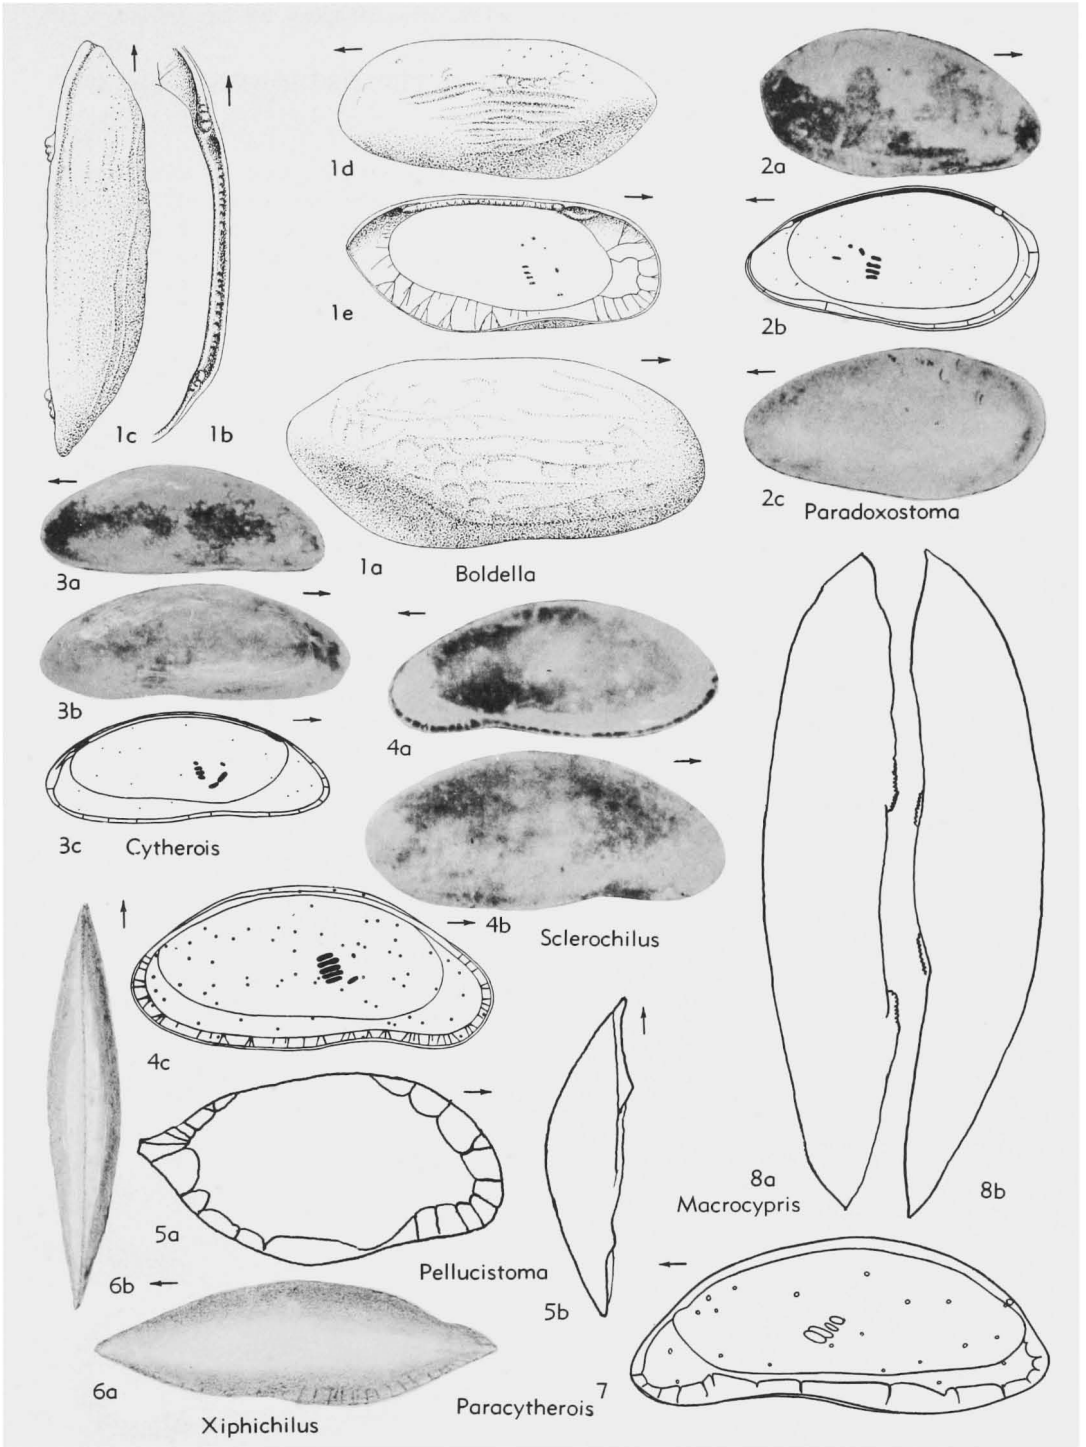 1c
1b
1d
1e
1a
Boldella
2a
2b
2c
Paradoxostoma
3a
3b
3c
Cytherois
4a
4b
Sclerochilus
4c
5a
Pellucistoma
5b
6b
6a
Xiphichilus
Paracytherois
7
8a
Macrocypris
8b